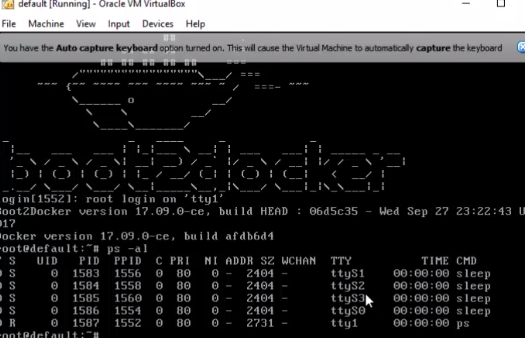 default [Running] - Oracle VM VirtualBox
File Machine View Input Devices Help
You have the Auto capture keyboard option turned on. This will cause the Virtual Machine to automatically capture the keyboard
boot2docker
ogin[1552]: root login on 'tty1'
Boot2Docker version 17.09.0-ce, build HEAD : 06d5c35 - Wed Sep 27 23:22:43 U
017
Docker version 17.09.0-ce, build afdb6d4
root@default:~# ps -al
S UID PID PPID C PRI NI ADDR SZ WCHAN TTY TIME CMD
S 0 1583 1556 0 80 0 - 2404 - ttyS1 00:00:00 sleep
S 0 1584 1558 0 80 0 - 2404 - ttyS2 00:00:00 sleep
S 0 1585 1560 0 80 0 - 2404 - ttyS3 00:00:00 sleep
S 0 1586 1554 0 80 0 - 2404 - ttyS0 00:00:00 sleep
R 0 1587 1552 0 80 0 - 2731 - tty1 00:00:00 ps
root@default:~#